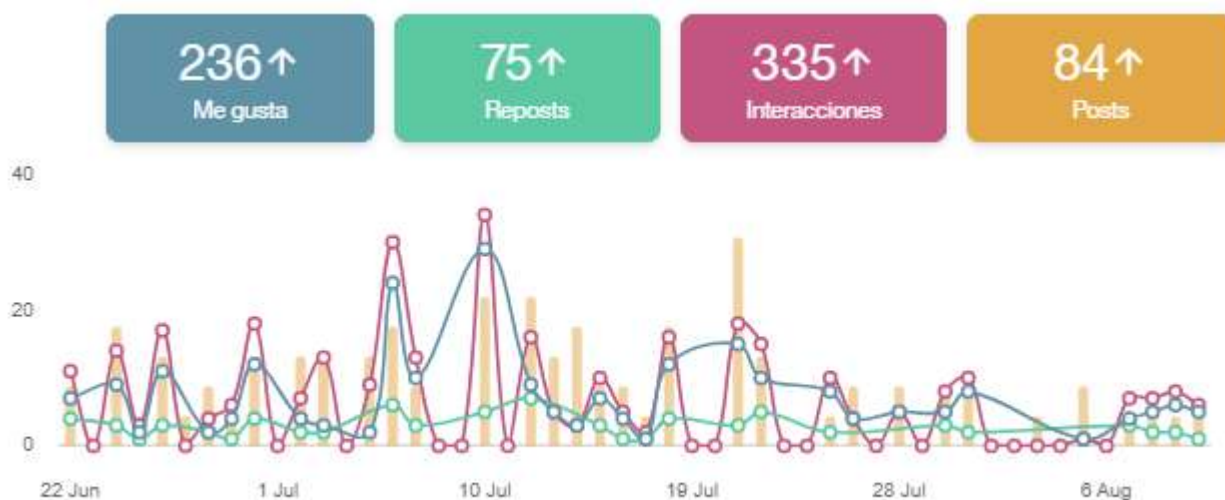 236↑ 75↑ 335↑ 84↑
Me gusta Reposts Interacciones Posts
40
20
0
22 Jun 1 Jul 10 Jul 19 Jul 28 Jul 6 Aug